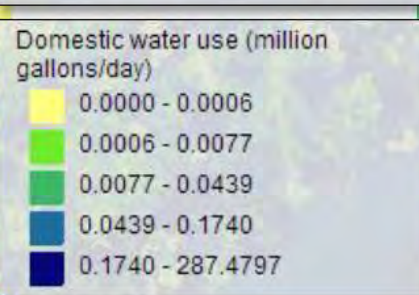 Domestic water use (million
gallons/day)
0.0000 - 0.0006
0.0006 - 0.0077
0.0077 - 0.0439
0.0439 - 0.1740
0.1740 - 287.4797